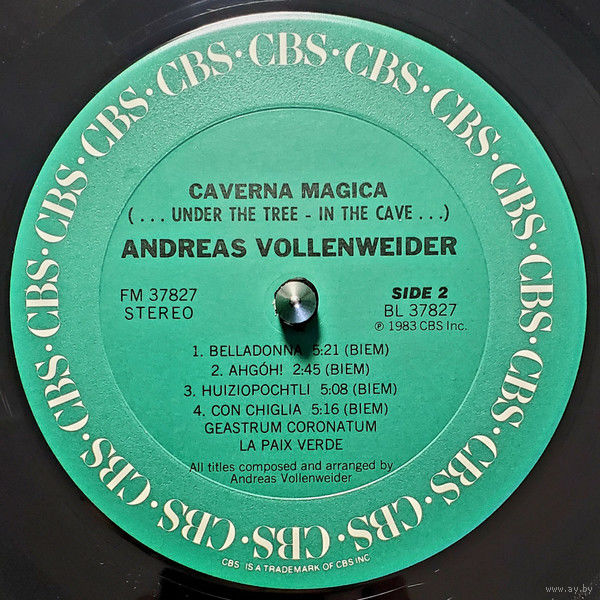 CBS · CBS · CBS · CBS · CBS · CBS · CBS · CBS · CBS · CBS · CBS · CBS · CBS · CBS · CBS · CBS · CBS
CAVERNA MAGICA
(... UNDER THE TREE - IN THE CAVE ...)
ANDREAS VOLLENWEIDER
FM 37827
STEREO
SIDE 2
BL 37827
℗ 1983 CBS Inc.
1. BELLADONNA 5:21 (BIEM)
2. AHGÓH! 2:45 (BIEM)
3. HUIZIOPOCHTLI 5:08 (BIEM)
4. CON CHIGLIA 5:16 (BIEM)
GEASTRUM CORONATUM
LA PAIX VERDE
All titles composed and arranged by
Andreas Vollenweider
CBS IS A TRADEMARK OF CBS INC
www.ay.by